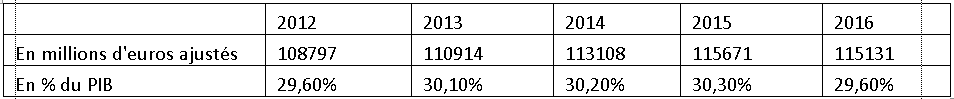 2012 2013 2014 2015 2016
En millions d'euros ajustés 108797 110914 113108 115671 115131
En % du PIB 29,60% 30,10% 30,20% 30,30% 29,60%